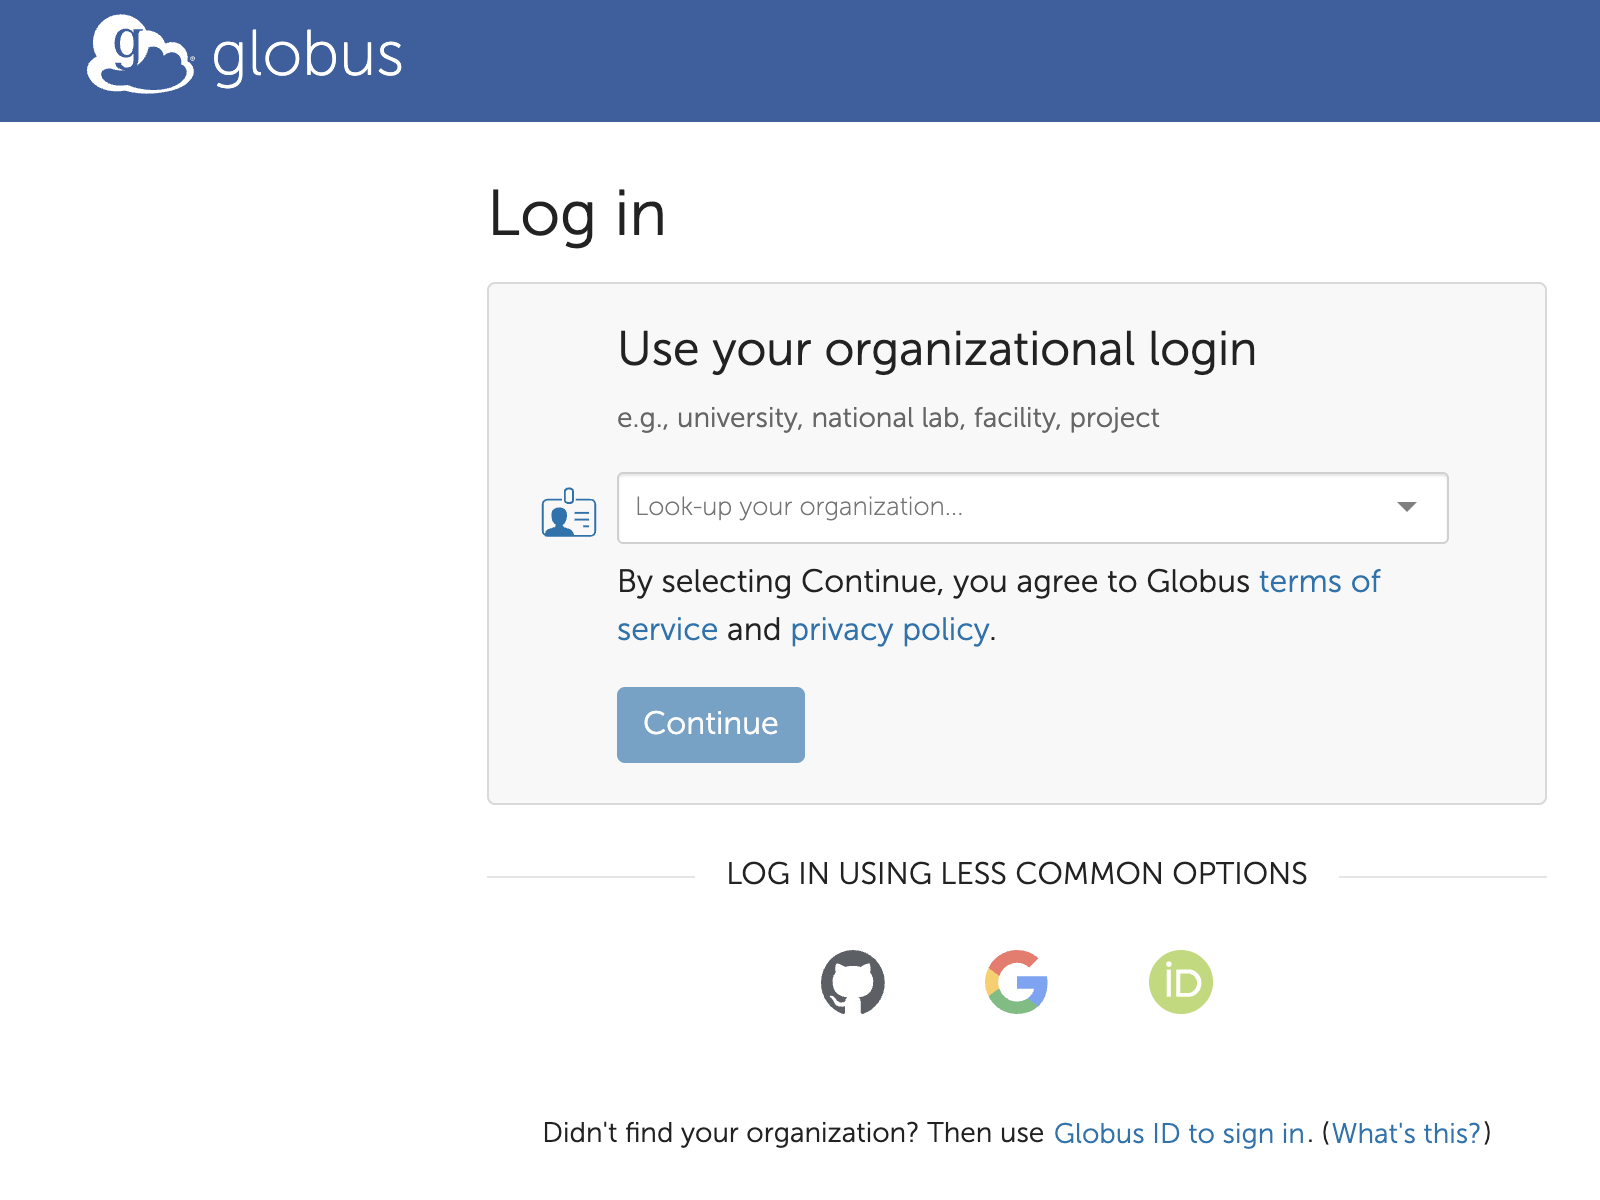 globus
Log in
Use your organizational login
e.g., university, national lab, facility, project
Look-up your organization...
By selecting Continue, you agree to Globus terms of
service and privacy policy.
Continue
LOG IN USING LESS COMMON OPTIONS
iD
Didn't find your organization? Then use Globus ID to sign in. (What's this?)